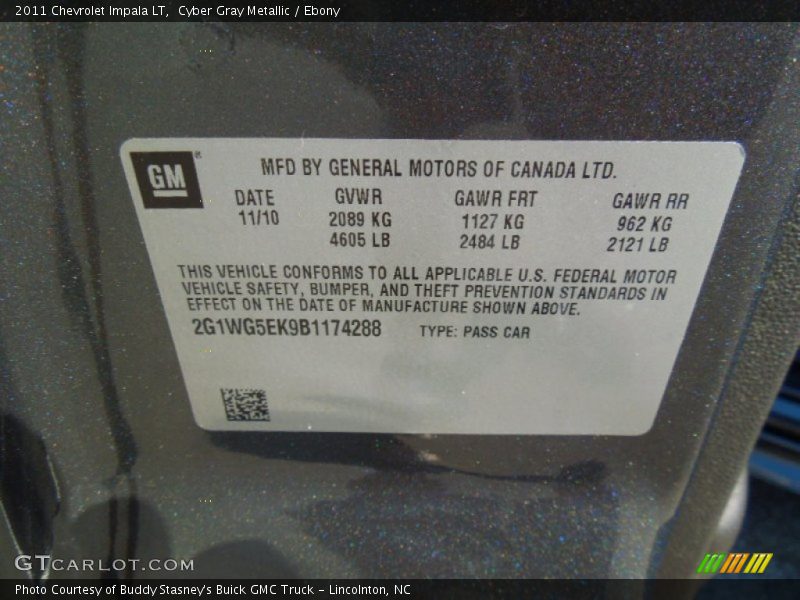 2011 Chevrolet Impala LT,  Cyber Gray Metallic / Ebony
GM®
MFD BY GENERAL MOTORS OF CANADA LTD.
DATE GVWR GAWR FRT GAWR RR
11/10 2089 KG 1127 KG 962 KG
4605 LB 2484 LB 2121 LB
THIS VEHICLE CONFORMS TO ALL APPLICABLE U.S. FEDERAL MOTOR
VEHICLE SAFETY, BUMPER, AND THEFT PREVENTION STANDARDS IN
EFFECT ON THE DATE OF MANUFACTURE SHOWN ABOVE.
2G1WG5EK9B1174288 TYPE: PASS CAR
GTCARLOT.COM
Photo Courtesy of Buddy Stasney's Buick GMC Truck - Lincolnton, NC